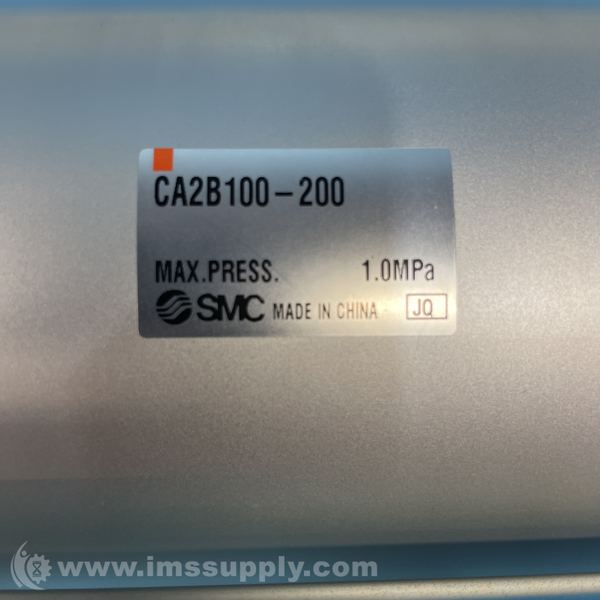 CA2B100-200
MAX.PRESS. 1.0MPa
SMC MADE IN CHINA JQ
www.imssupply.com